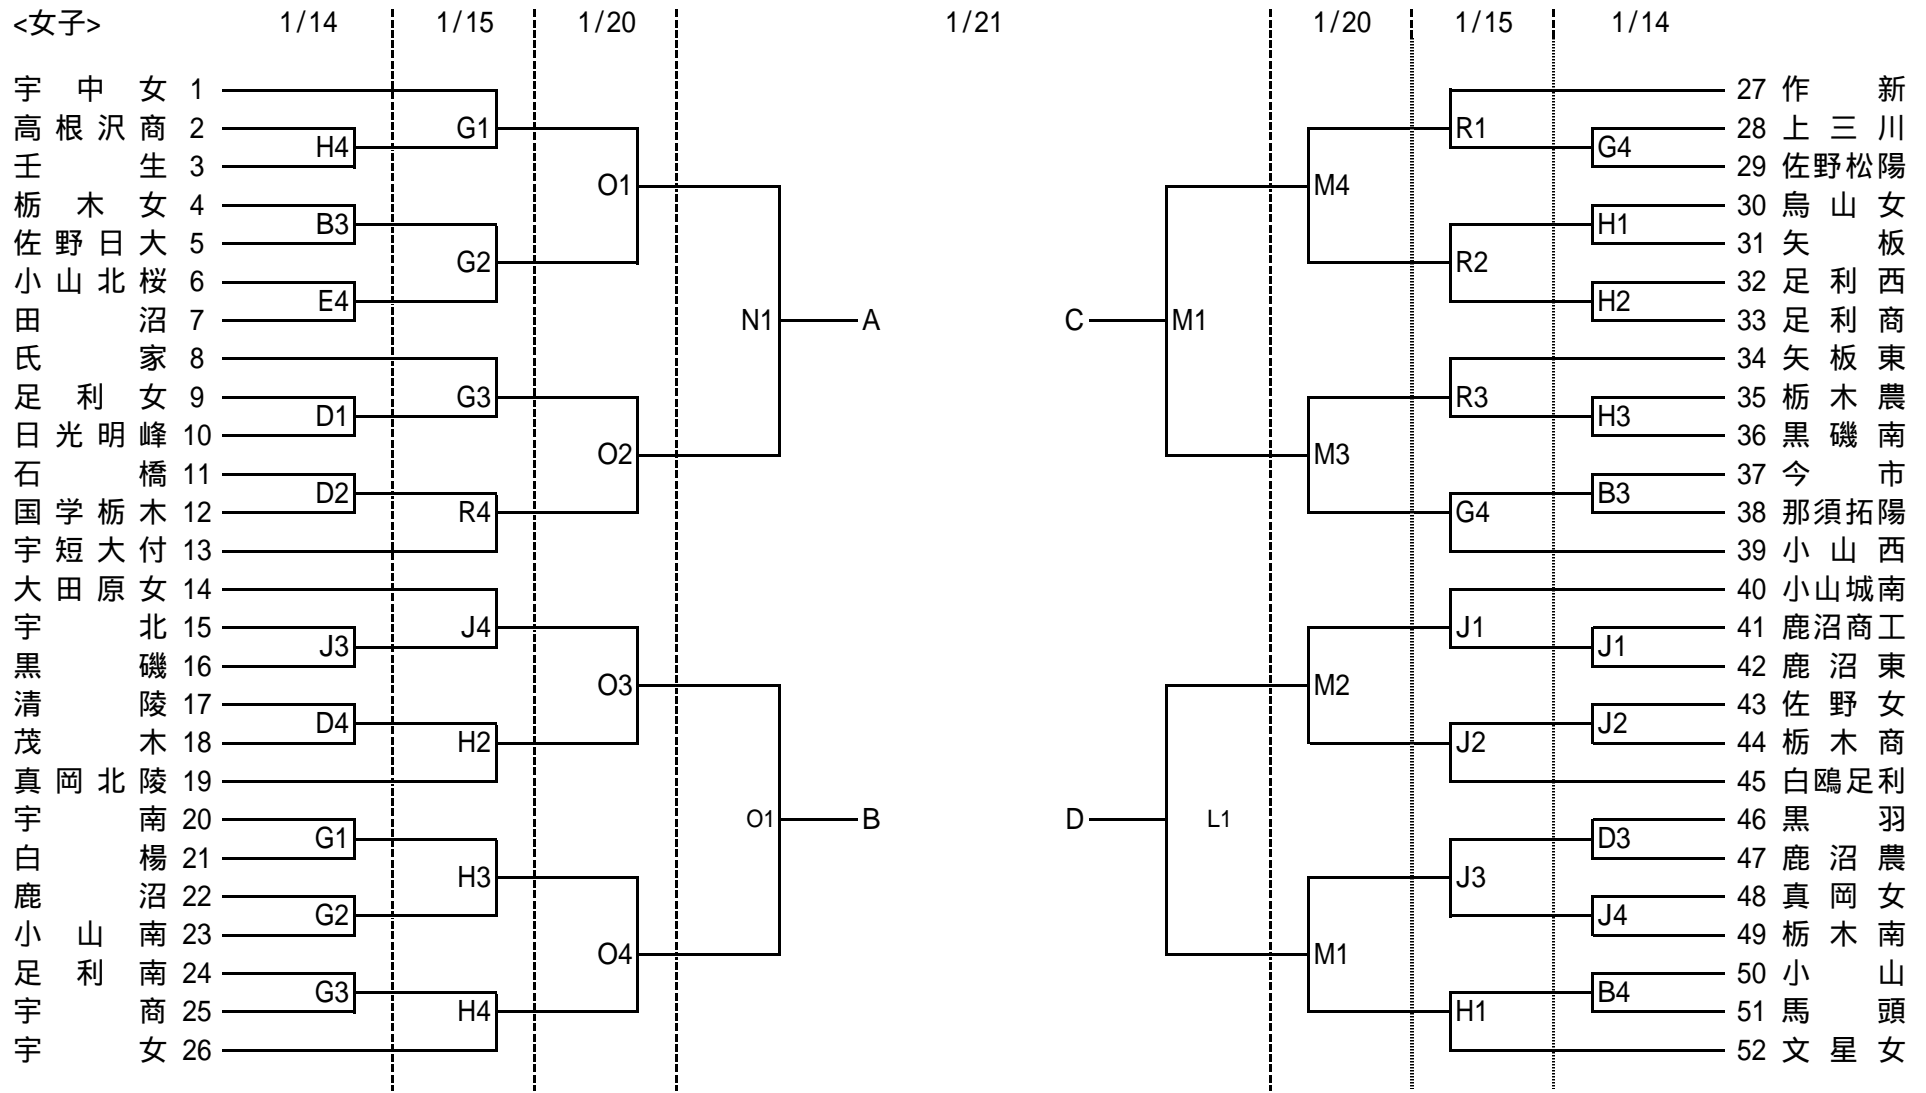 <女子> 1/14 1/15 1/20 1/21 1/20 1/15 1/14
宇中女 1 27 作新
高根沢商 2 G1 R1 28 上三川
H4 G4
壬生 3 29 佐野松陽
O1 M4
栃木女 4 30 烏山女
B3 H1
佐野日大 5 31 矢板
G2 R2
小山北桜 6 32 足利西
E4 H2
田沼 7 N1 A C M1 33 足利商
氏家 8 34 矢板東
足利女 9 G3 R3 35 栃木農
D1 H3
日光明峰 10 36 黒磯南
O2 M3
石橋 11 37 今市
D2 B3
国学栃木 12 R4 G4 38 那須拓陽
宇短大付 13 39 小山西
大田原女 14 40 小山城南
宇北 15 J4 J1 41 鹿沼商工
J3 J1
黒磯 16 42 鹿沼東
O3 M2
清陵 17 43 佐野女
D4 J2
茂木 18 H2 J2 44 栃木商
真岡北陵 19 45 白鴎足利
宇南 20 O1 B D L1 46 黒羽
G1 D3
白楊 21 47 鹿沼農
H3 J3
鹿沼 22 48 真岡女
G2 J4
小山南 23 49 栃木南
O4 M1
足利南 24 50 小山
G3 B4
宇商 25 H4 H1 51 馬頭
宇女 26 52 文星女